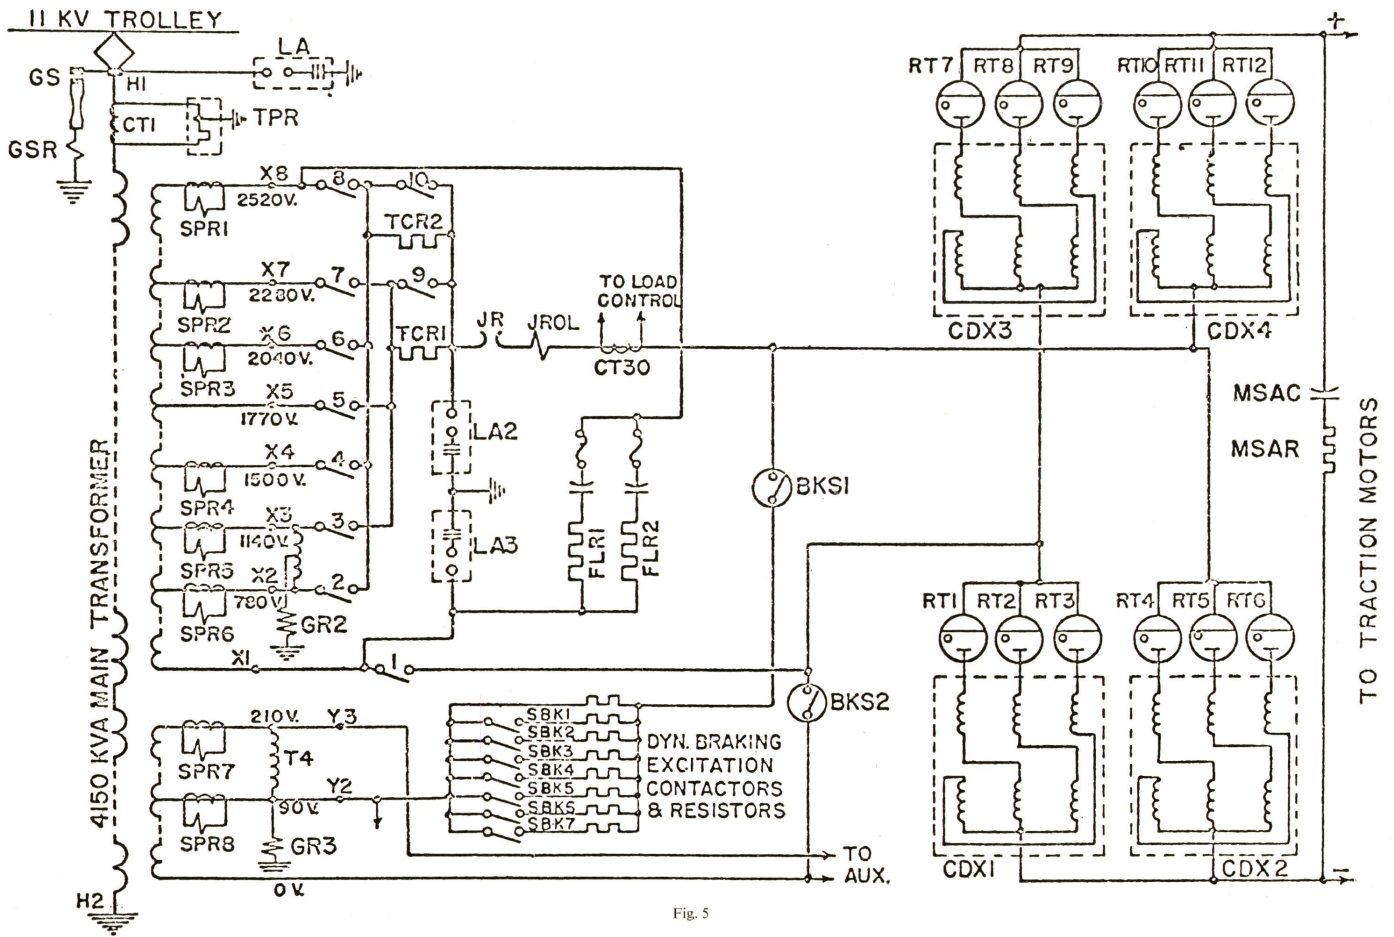 11 KV TROLLEY
LA
GS
H1
CT1
TPR
GSR
X8
2520V.
8
10
SPR1
TCR2
X7
2280V.
7
9
SPR2
TO LOAD
CONTROL
X6
2040V.
6
TCR1
JR
JROL
CT30
SPR3
X5
1770V.
5
X4
1500V.
4
LA2
SPR4
X3
1140V.
3
LA3
SPR5
X2
780V.
2
SPR6
GR2
X1
1
FLR1
FLR2
BKS1
BKS2
4150 KVA MAIN TRANSFORMER
H2
210V.
Y3
SPR7
T4
Y2
90V.
SPR8
GR3
0V.
SBK1
SBK2
SBK3
SBK4
SBK5
SBK6
SBK7
DYN. BRAKING
EXCITATION
CONTACTORS
& RESISTORS
TO
AUX.
RT7
RT8
RT9
RT10
RT11
RT12
CDX3
CDX4
RT1
RT2
RT3
RT4
RT5
RT6
CDX1
CDX2
+
MSAC
MSAR
-
TO TRACTION MOTORS
Fig. 5